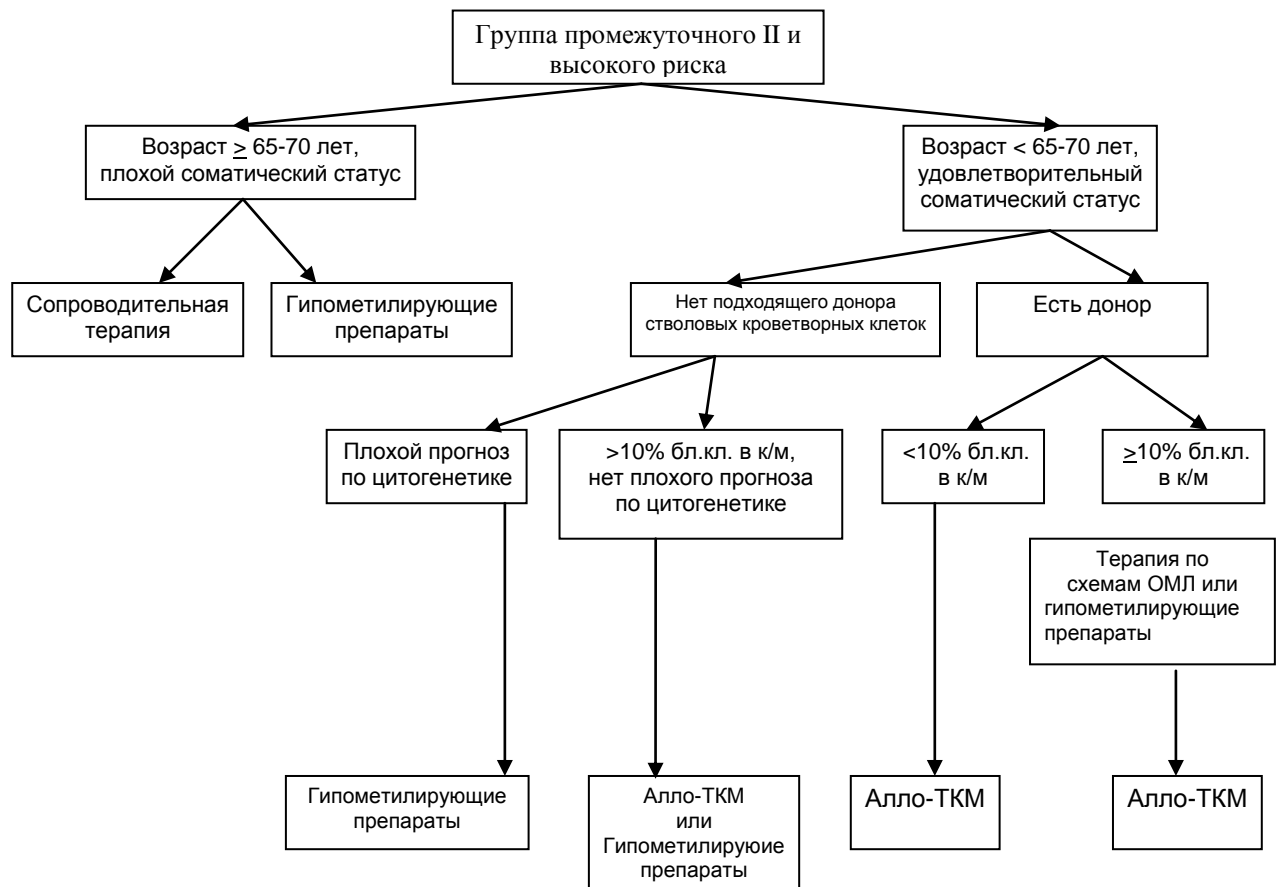 Группа промежуточного II и
высокого риска
Возраст ≥ 65-70 лет,
плохой соматический статус
Возраст < 65-70 лет,
удовлетворительный
соматический статус
Сопроводительная
терапия
Гипометилирующие
препараты
Нет подходящего донора
стволовых кроветворных клеток
Есть донор
Плохой прогноз
по цитогенетике
>10% бл.кл. в к/м,
нет плохого прогноза
по цитогенетике
<10% бл.кл.
в к/м
≥10% бл.кл.
в к/м
Терапия по
схемам ОМЛ или
гипометилирующие
препараты
Гипометилирующие
препараты
Алло-ТКМ
или
Гипометилируюие
препараты
Алло-ТКМ
Алло-ТКМ